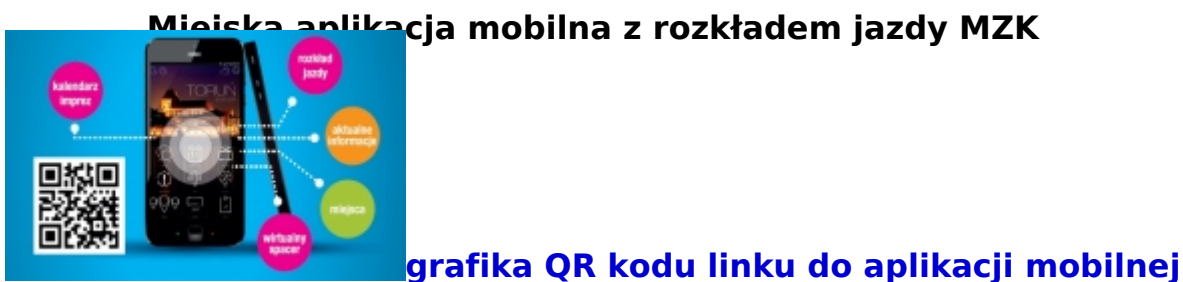 Miejska aplikacja mobilna z rozkładem jazdy MZK
rozkład
jazdy
kalendarz
imprez
TORUŃ
aktualne
informacje
miejsca
wirtualny
spacer
grafika QR kodu linku do aplikacji mobilnej